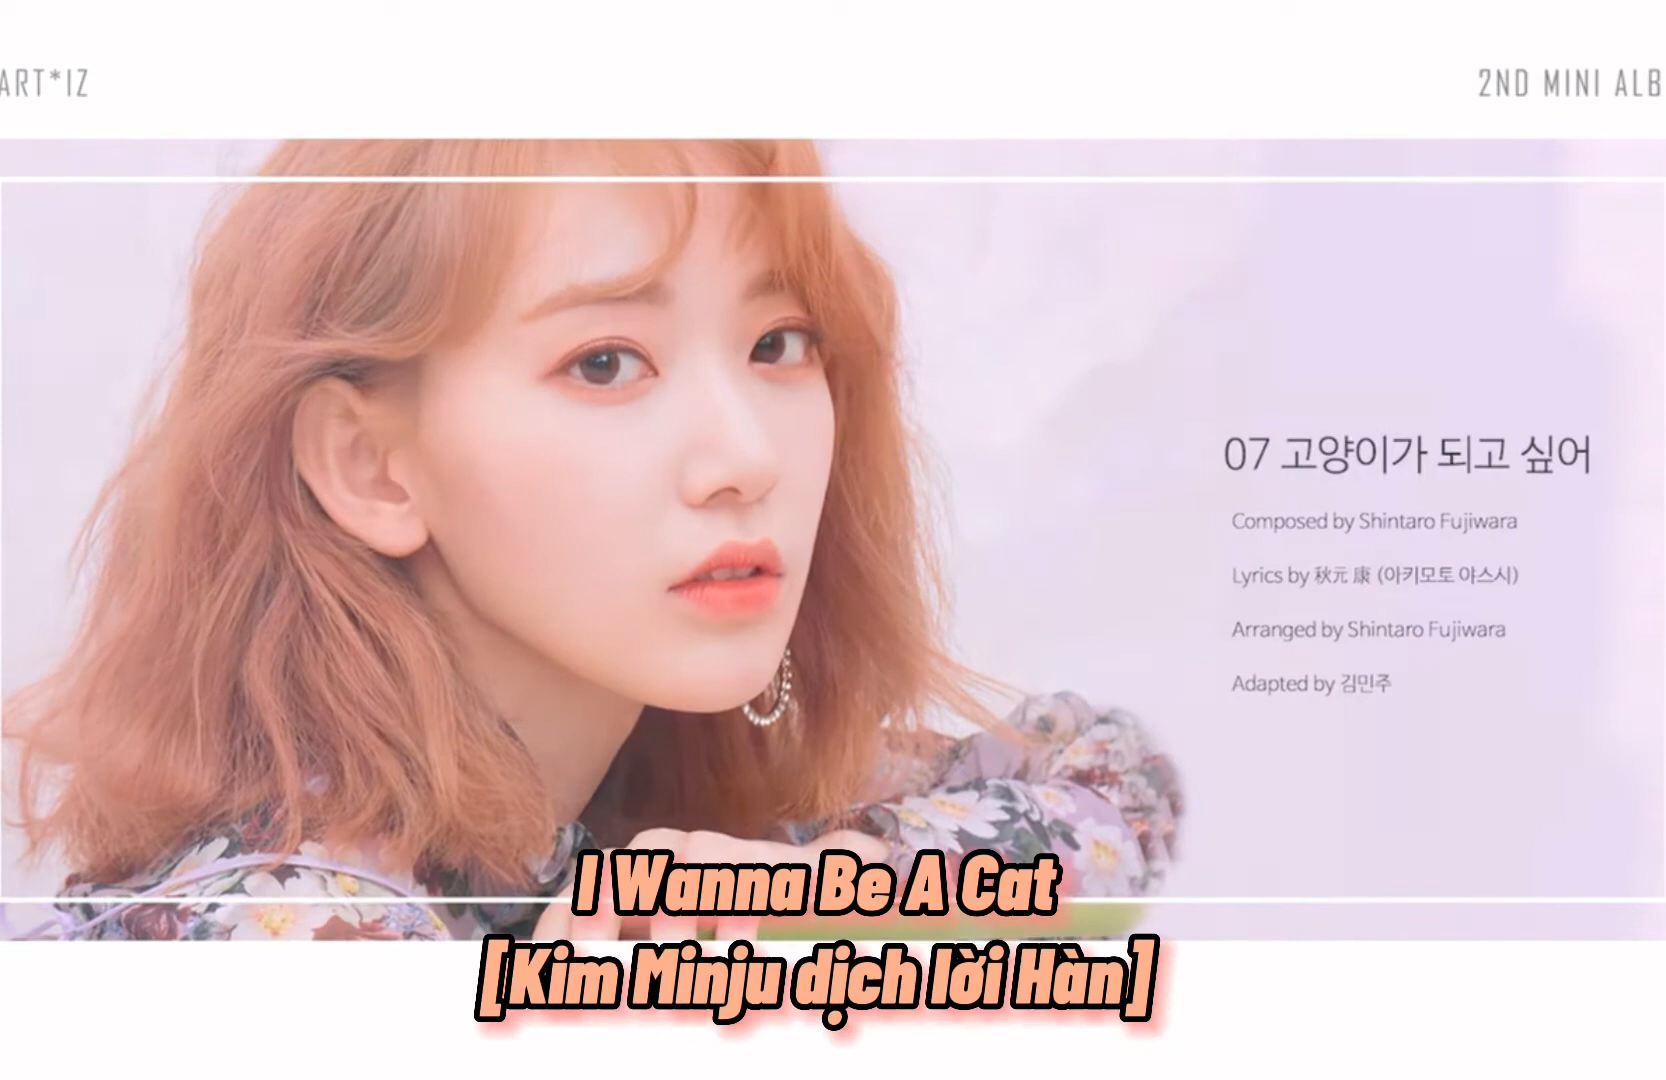 ART*IZ
2ND MINI ALB
07 고양이가 되고 싶어
Composed by Shintaro Fujiwara
Lyrics by 秋元 康 (아키모토 야스시)
Arranged by Shintaro Fujiwara
Adapted by 김민주
I Wanna Be A Cat
[Kim Minju dịch lời Hàn]